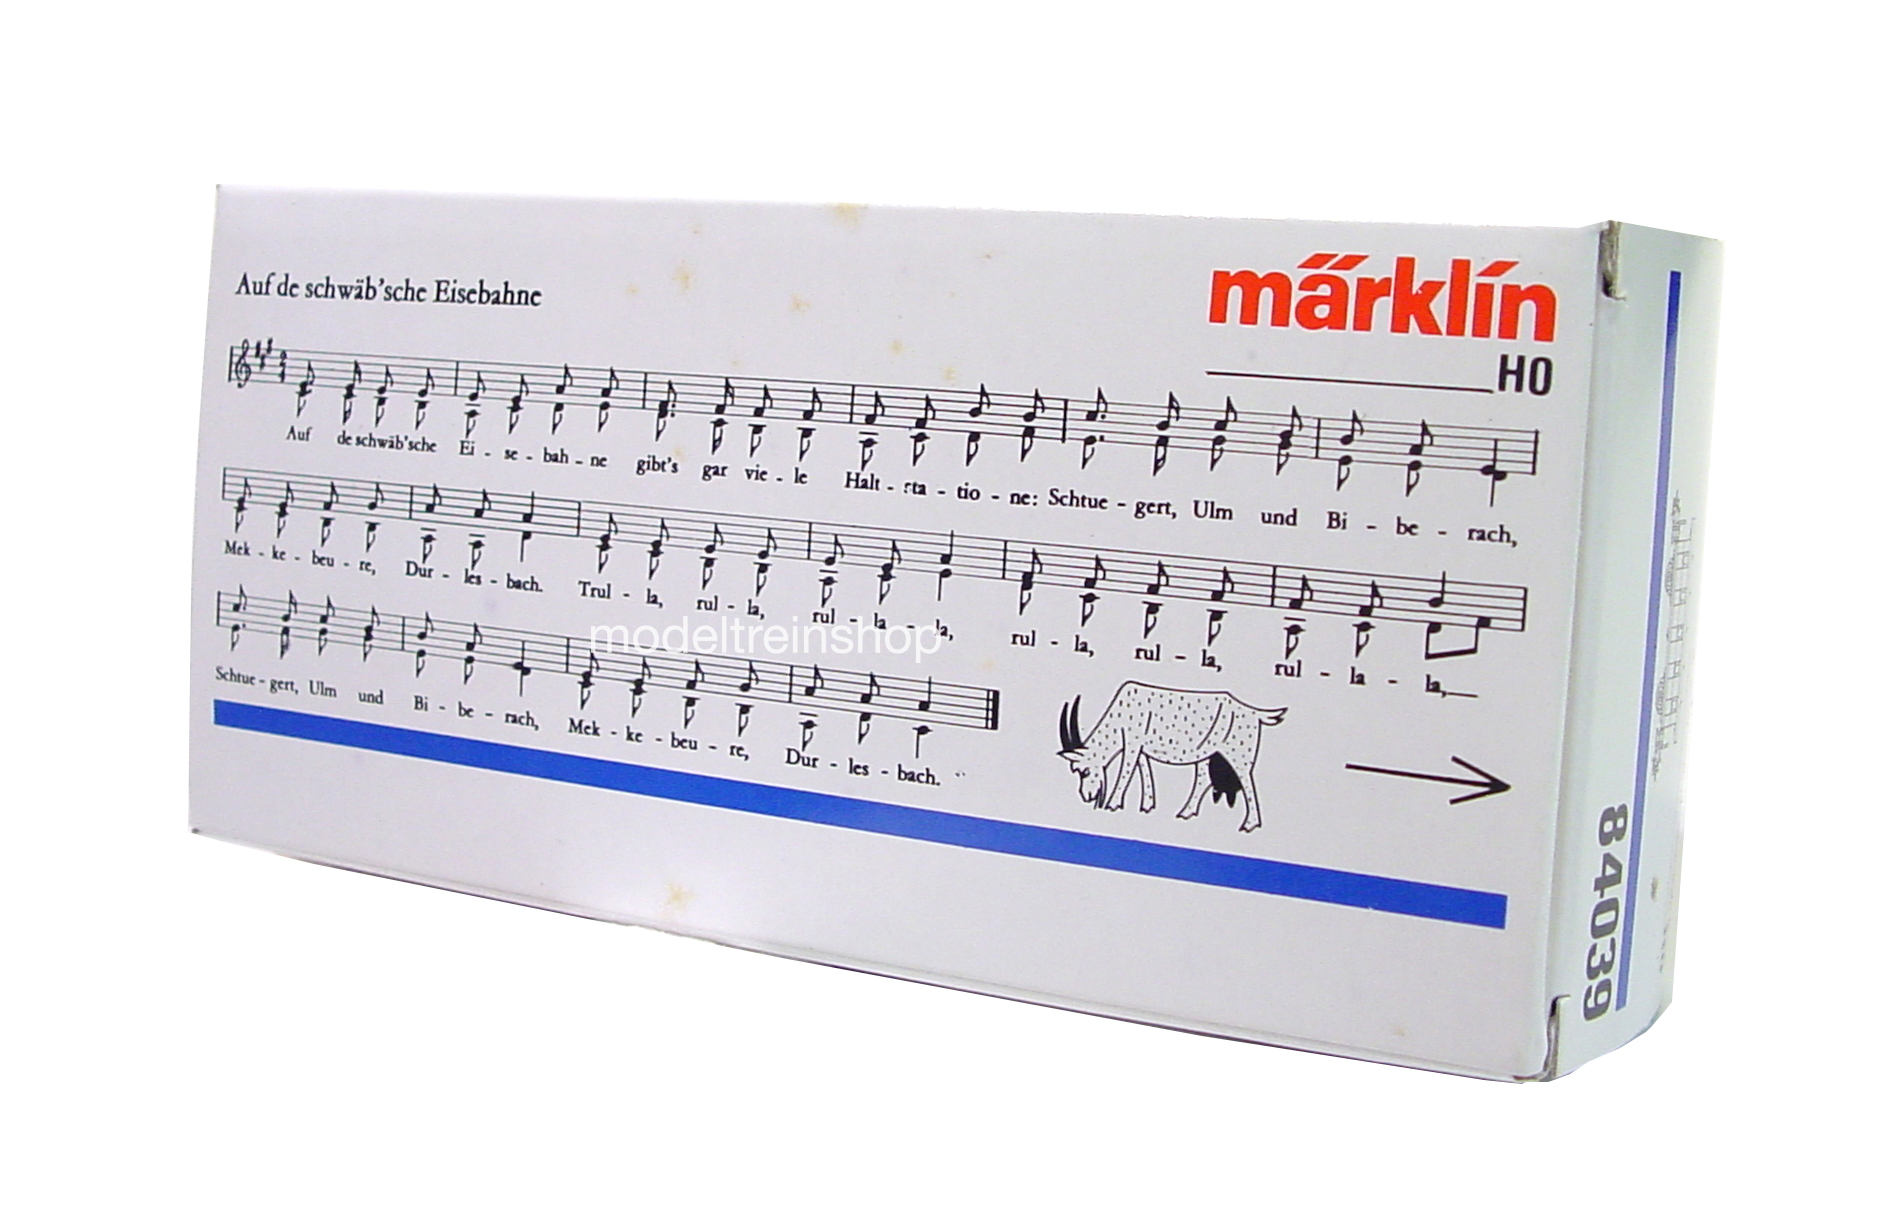 Auf de schwäb'sche Eisebahne
märklin
H0
Auf de schwäb'sche Ei - se - bah - ne gibt's gar vie - le Halt - sta - tio - ne: Schtue - gert, Ulm und Bi - be - rach,
Mek - ke - beu - re, Dur - les - bach. Trul - la, rul - la, rul - la - la, rul - la, rul - la, rul - la - la,
modeltreinshop
Schtue - gert, Ulm und Bi - be - rach, Mek - ke - beu - re, Dur - les - bach.
84039